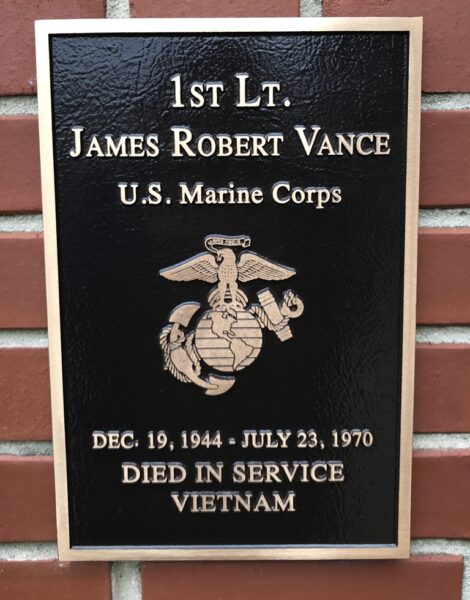 1ST LT.
JAMES ROBERT VANCE
U.S. Marine Corps
DEC. 19, 1944 - JULY 23, 1970
DIED IN SERVICE
VIETNAM